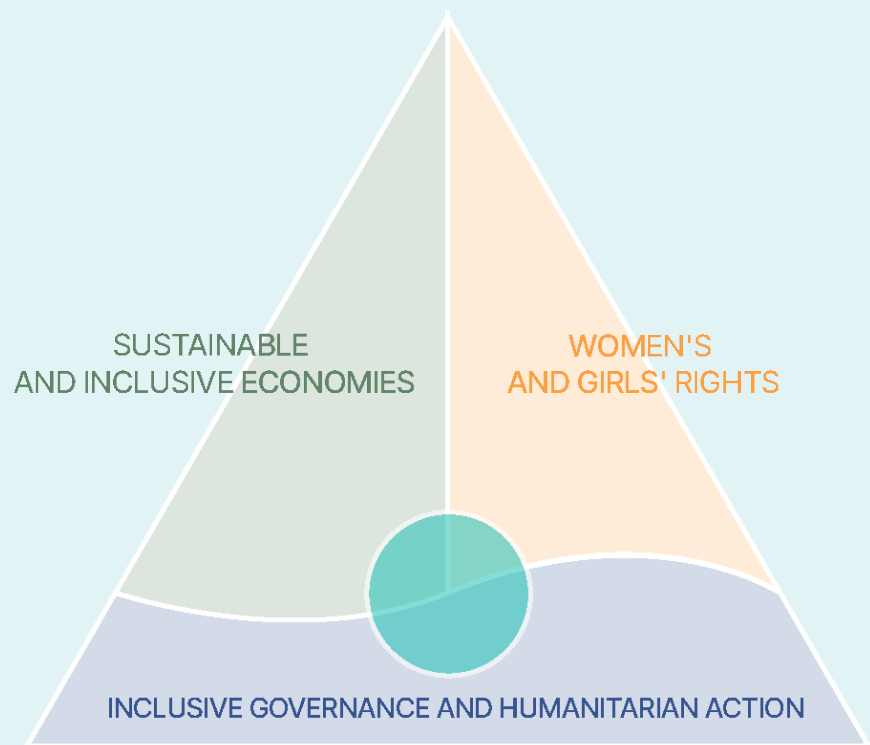 SUSTAINABLE
AND INCLUSIVE ECONOMIES
WOMEN'S
AND GIRLS' RIGHTS
INCLUSIVE GOVERNANCE AND HUMANITARIAN ACTION